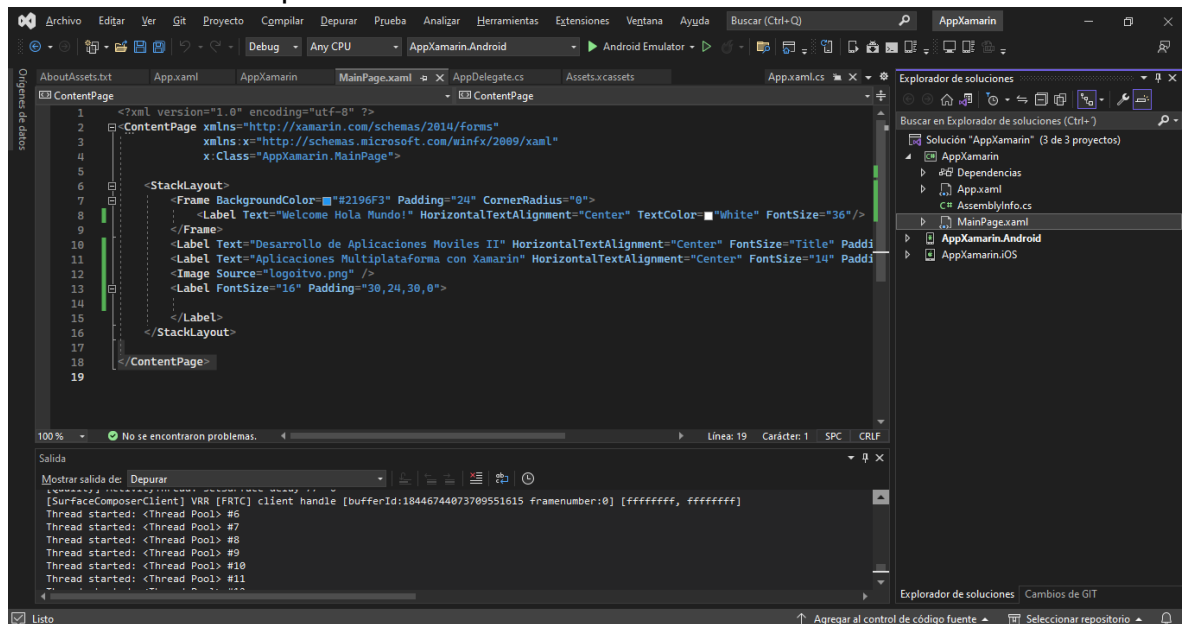 Archivo Editar Ver Git Proyecto Compilar Depurar Prueba Analizar Herramientas Extensiones Ventana Ayuda Buscar (Ctrl+Q) AppXamarin
Debug Any CPU AppXamarin.Android Android Emulator
Orígenes de datos
AboutAssets.txt App.xaml AppXamarin MainPage.xaml AppDelegate.cs Assets.xcassets App.xaml.cs
ContentPage ContentPage
1 <?xml version="1.0" encoding="utf-8" ?>
2 <ContentPage xmlns="http://xamarin.com/schemas/2014/forms"
3 xmlns:x="http://schemas.microsoft.com/winfx/2009/xaml"
4 x:Class="AppXamarin.MainPage">
5
6 <StackLayout>
7 <Frame BackgroundColor="#2196F3" Padding="24" CornerRadius="0">
8 <Label Text="Welcome Hola Mundo!" HorizontalTextAlignment="Center" TextColor="White" FontSize="36"/>
9 </Frame>
10 <Label Text="Desarrollo de Aplicaciones Moviles II" HorizontalTextAlignment="Center" FontSize="Title" Paddi
11 <Label Text="Aplicaciones Multiplataforma con Xamarin" HorizontalTextAlignment="Center" FontSize="14" Paddi
12 <Image Source="logoitvo.png" />
13 <Label FontSize="16" Padding="30,24,30,0">
14
15 </Label>
16 </StackLayout>
17
18 </ContentPage>
19
100 % No se encontraron problemas. Línea: 19 Carácter: 1 SPC CRLF
Salida
Mostrar salida de: Depurar
[SurfaceComposerClient] VRR [FRTC] client handle [bufferId:18446744073709551615 framenumber:0] [ffffffff, ffffffff]
Thread started: <Thread Pool> #6
Thread started: <Thread Pool> #7
Thread started: <Thread Pool> #8
Thread started: <Thread Pool> #9
Thread started: <Thread Pool> #10
Thread started: <Thread Pool> #11
Explorador de soluciones
Buscar en Explorador de soluciones (Ctrl+´)
Solución "AppXamarin" (3 de 3 proyectos)
AppXamarin
Dependencias
App.xaml
C# AssemblyInfo.cs
MainPage.xaml
AppXamarin.Android
AppXamarin.iOS
Explorador de soluciones Cambios de GIT
Listo Agregar al control de código fuente Seleccionar repositorio